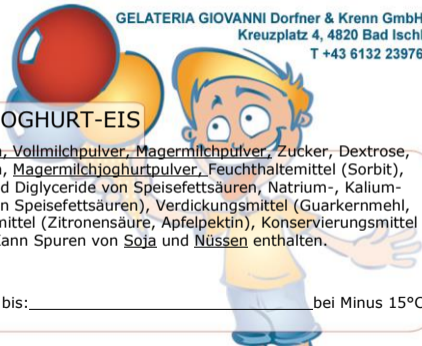 GELATERIA GIOVANNI Dorfner & Krenn GmbH
Kreuzplatz 4, 4820 Bad Ischl
T +43 6132 23976
OGHURT-EIS
Vollmilchpulver, Magermilchpulver, Zucker, Dextrose,
Magermilchjoghurtpulver, Feuchthaltemittel (Sorbit),
d Diglyceride von Speisefettsäuren, Natrium-, Kalium-
n Speisefettsäuren), Verdickungsmittel (Guarkernmehl,
mittel (Zitronensäure, Apfelpektin), Konservierungsmittel
Kann Spuren von Soja und Nüssen enthalten.
bis: bei Minus 15°C